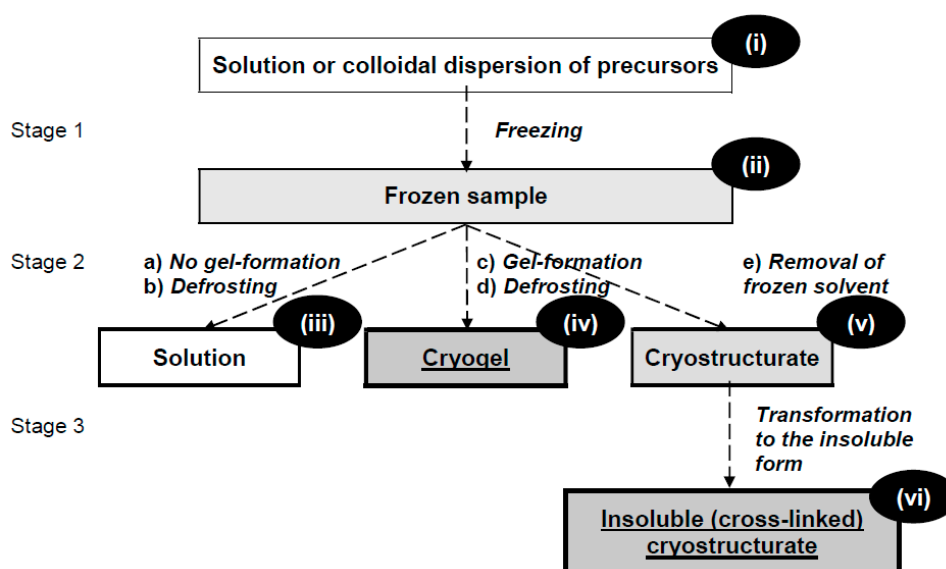 (i)
Solution or colloidal dispersion of precursors
Stage 1
Freezing
(ii)
Frozen sample
Stage 2
a) No gel-formation
b) Defrosting
c) Gel-formation
d) Defrosting
e) Removal of
frozen solvent
(iii)
(iv)
(v)
Solution
Cryogel
Cryostructurate
Stage 3
Transformation
to the insoluble
form
(vi)
Insoluble (cross-linked)
cryostructurate